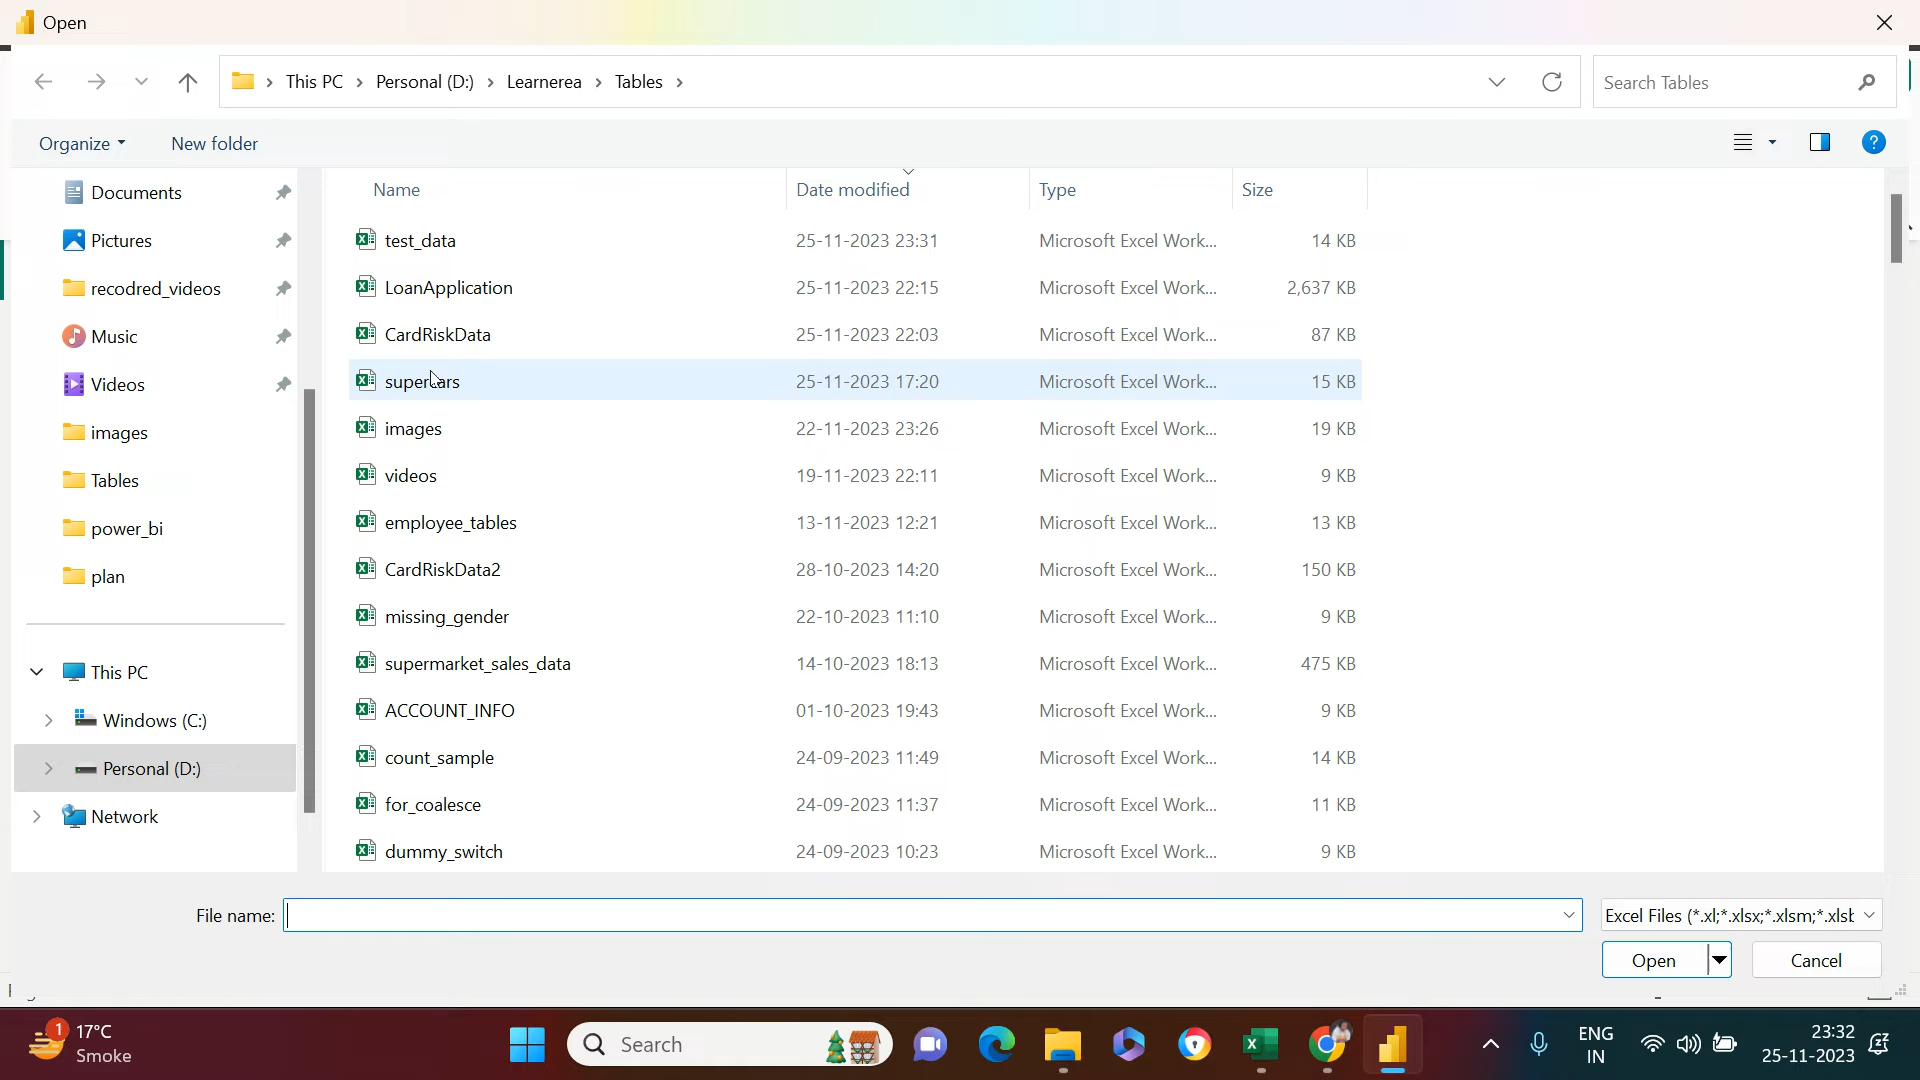 Open
This PC
Personal (D:)
Learnerea
Tables
Search Tables
Organize
New folder
Name
Date modified
Type
Size
Documents
Pictures
recodred_videos
Music
Videos
images
Tables
power_bi
plan
This PC
Windows (C:)
Personal (D:)
Network
test_data 25-11-2023 23:31 Microsoft Excel Work... 14 KB
LoanApplication 25-11-2023 22:15 Microsoft Excel Work... 2,637 KB
CardRiskData 25-11-2023 22:03 Microsoft Excel Work... 87 KB
supercars 25-11-2023 17:20 Microsoft Excel Work... 15 KB
images 22-11-2023 23:26 Microsoft Excel Work... 19 KB
videos 19-11-2023 22:11 Microsoft Excel Work... 9 KB
employee_tables 13-11-2023 12:21 Microsoft Excel Work... 13 KB
CardRiskData2 28-10-2023 14:20 Microsoft Excel Work... 150 KB
missing_gender 22-10-2023 11:10 Microsoft Excel Work... 9 KB
supermarket_sales_data 14-10-2023 18:13 Microsoft Excel Work... 475 KB
ACCOUNT_INFO 01-10-2023 19:43 Microsoft Excel Work... 9 KB
count_sample 24-09-2023 11:49 Microsoft Excel Work... 14 KB
for_coalesce 24-09-2023 11:37 Microsoft Excel Work... 11 KB
dummy_switch 24-09-2023 10:23 Microsoft Excel Work... 9 KB
File name:
Excel Files (*.xl;*.xlsx;*.xlsm;*.xlsb
Open
Cancel
1
17°C
Smoke
Search
ENG
IN
23:32
25-11-2023